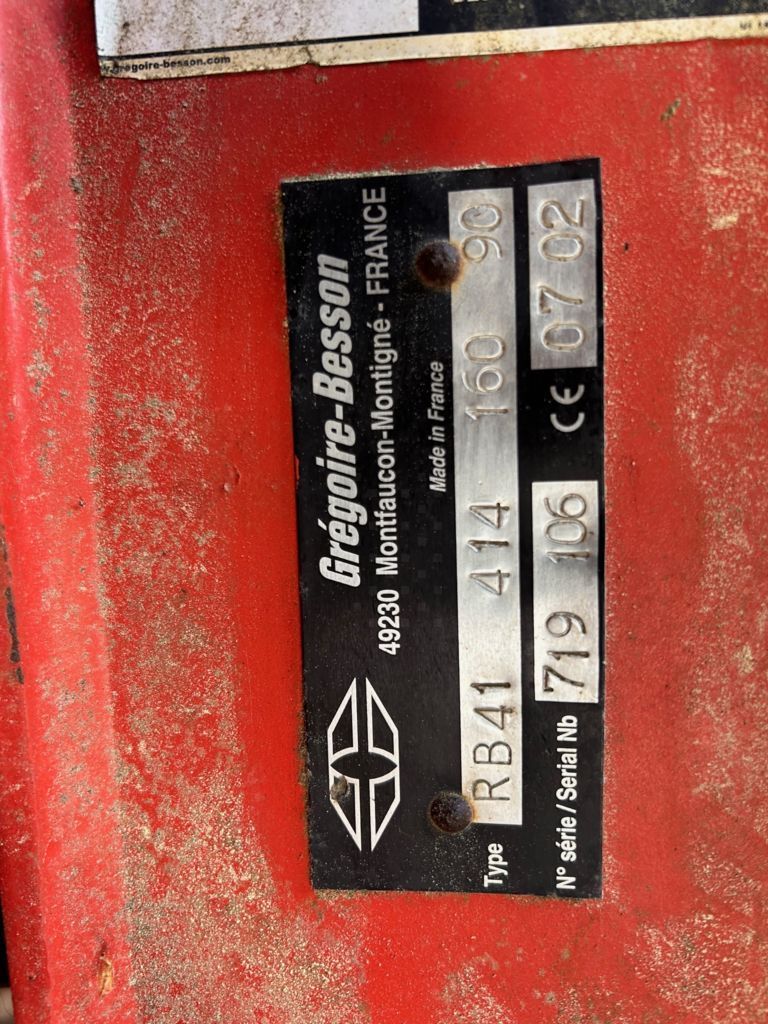 www.gregoire-besson.com
Grégoire-Besson
49230 Montfaucon-Montigné - FRANCE
Made in France
Type RB41 414 160 90
N° série / Serial Nb 719 106 CE 07 02